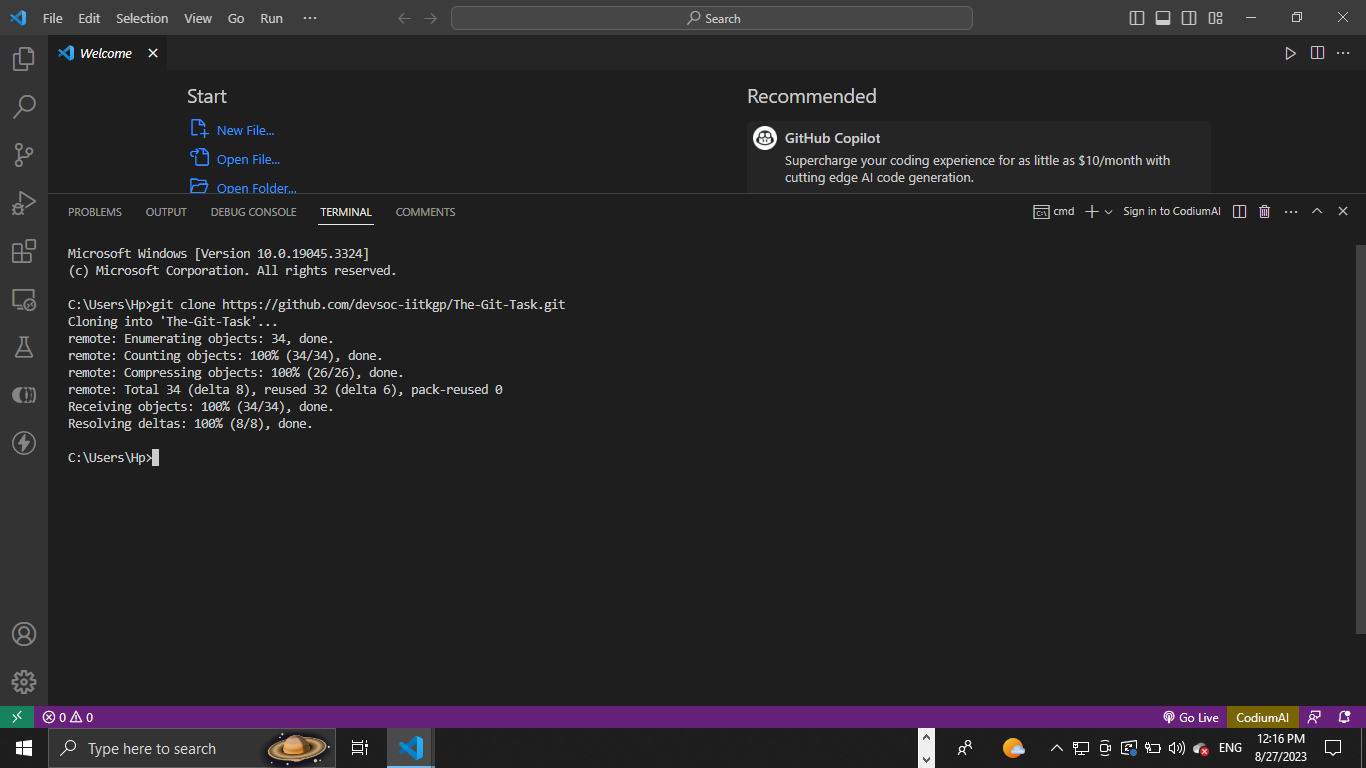 File Edit Selection View Go Run ···
Search
Welcome
Start
New File...
Open File...
Open Folder...
Recommended
GitHub Copilot
Supercharge your coding experience for as little as $10/month with
cutting edge AI code generation.
PROBLEMS OUTPUT DEBUG CONSOLE TERMINAL COMMENTS
cmd Sign in to CodiumAI
Microsoft Windows [Version 10.0.19045.3324]
(c) Microsoft Corporation. All rights reserved.
C:\Users\Hp>git clone https://github.com/devsoc-iitkgp/The-Git-Task.git
Cloning into 'The-Git-Task'...
remote: Enumerating objects: 34, done.
remote: Counting objects: 100% (34/34), done.
remote: Compressing objects: 100% (26/26), done.
remote: Total 34 (delta 8), reused 32 (delta 6), pack-reused 0
Receiving objects: 100% (34/34), done.
Resolving deltas: 100% (8/8), done.
C:\Users\Hp>
0 0
Go Live CodiumAI
Type here to search
ENG
12:16 PM
8/27/2023